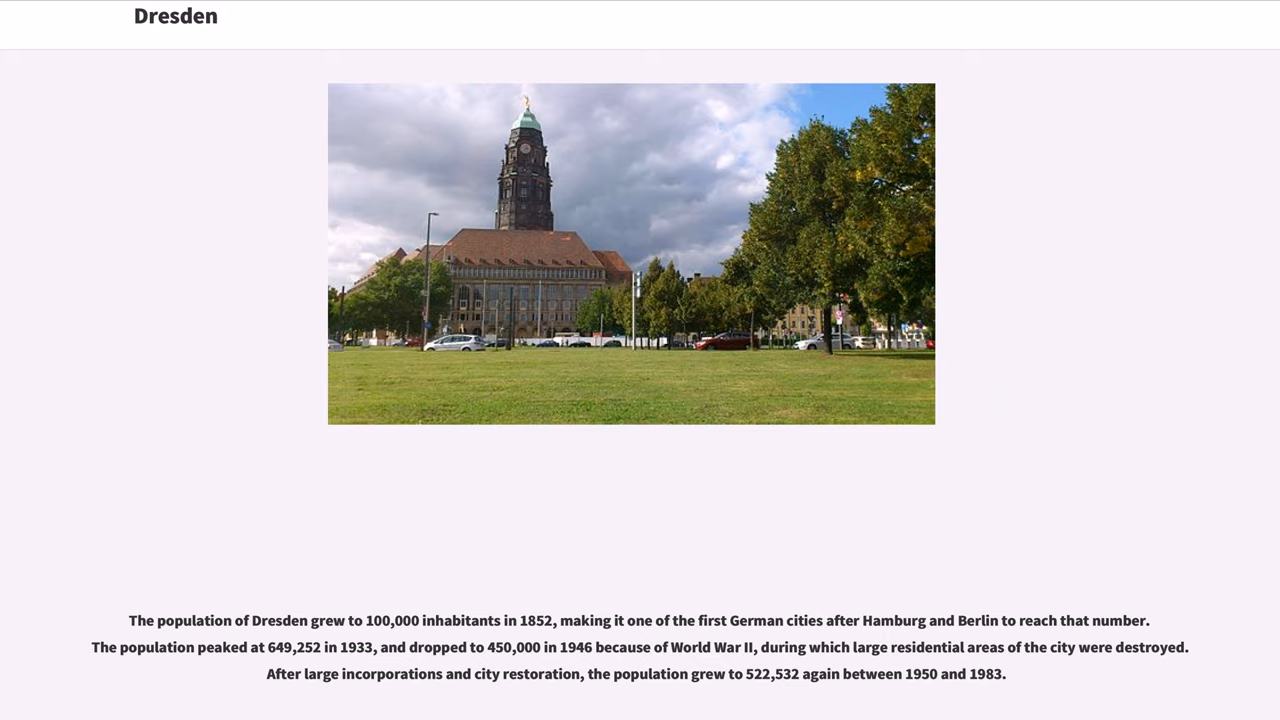 Dresden
The population of Dresden grew to 100,000 inhabitants in 1852, making it one of the first German cities after Hamburg and Berlin to reach that number.
The population peaked at 649,252 in 1933, and dropped to 450,000 in 1946 because of World War II, during which large residential areas of the city were destroyed.
After large incorporations and city restoration, the population grew to 522,532 again between 1950 and 1983.